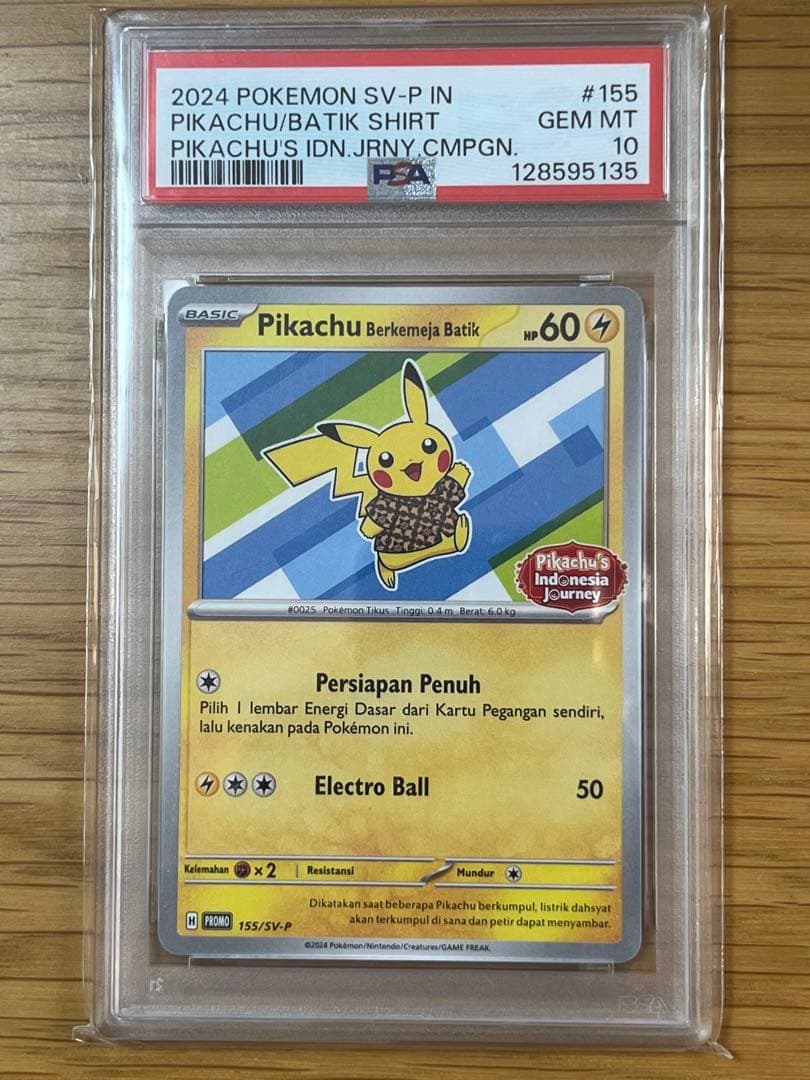 2024 POKEMON SV-P IN #155
PIKACHU/BATIK SHIRT GEM MT
PIKACHU'S IDN.JRNY.CMPGN. 10
PSA 128595135
BASIC Pikachu Berkemeja Batik HP 60
Pikachu's
Indonesia
Journey
#0025 Pokémon Tikus Tinggi: 0.4 m Berat: 6.0 kg
Persiapan Penuh
Pilih 1 lembar Energi Dasar dari Kartu Pegangan sendiri,
lalu kenakan pada Pokémon ini.
Electro Ball 50
Kelemahan ×2 Resistansi Mundur
Dikatakan saat beberapa Pikachu berkumpul, listrik dahsyat
akan terkumpul di sana dan petir dapat menyambar.
H PROMO 155/SV-P
©2024 Pokémon/Nintendo/Creatures/GAME FREAK.
PSA